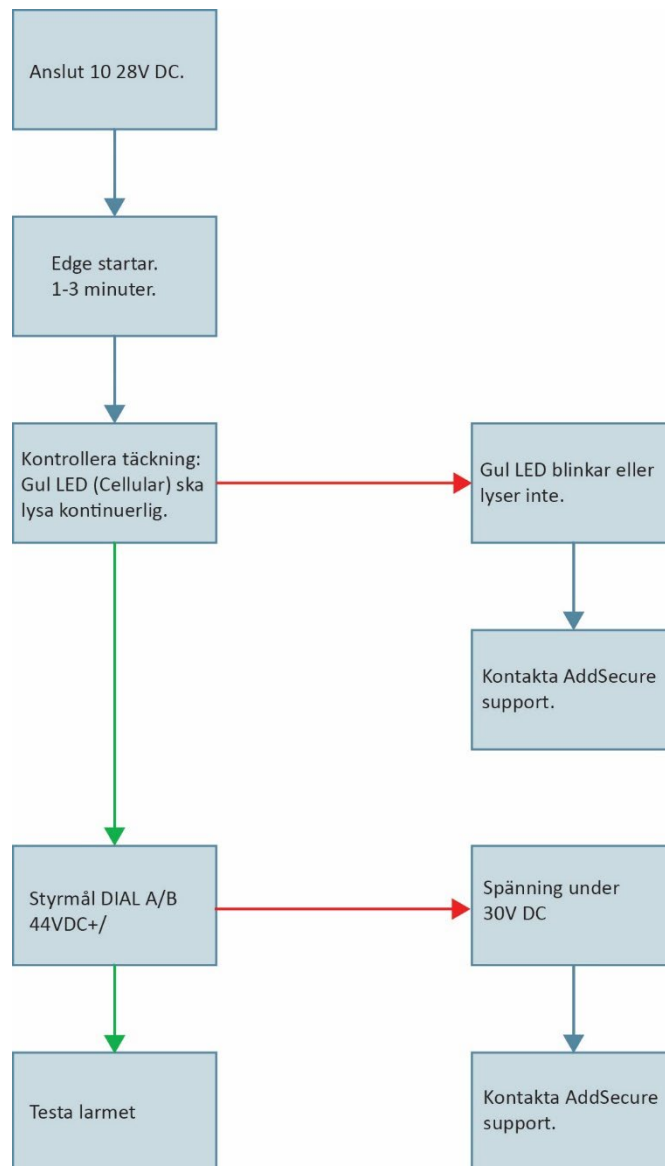 Anslut 10 28V DC.
Edge startar.
1-3 minuter.
Kontrollera täckning:
Gul LED (Cellular) ska
lysa kontinuerlig.
Gul LED blinkar eller
lyser inte.
Kontakta AddSecure
support.
Styrmål DIAL A/B
44VDC+/
Spänning under
30V DC
Testa larmet
Kontakta AddSecure
support.